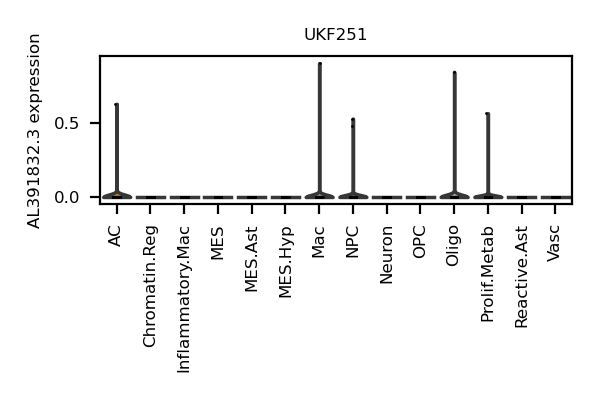 UKF251
AL391832.3 expression
0.5
0.0
AC
Chromatin.Reg
Inflammatory.Mac
MES
MES.Ast
MES.Hyp
Mac
NPC
Neuron
OPC
Oligo
Prolif.Metab
Reactive.Ast
Vasc